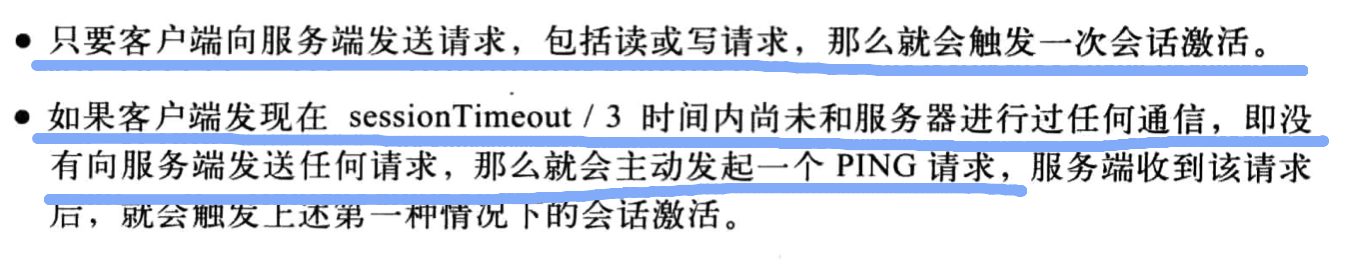 ● 只要客户端向服务端发送请求，包括读或写请求，那么就会触发一次会话激活。
● 如果客户端发现在 sessionTimeout / 3 时间内尚未和服务器进行过任何通信，即没
有向服务端发送任何请求，那么就会主动发起一个 PING 请求，服务端收到该请求
后，就会触发上述第一种情况下的会话激活。